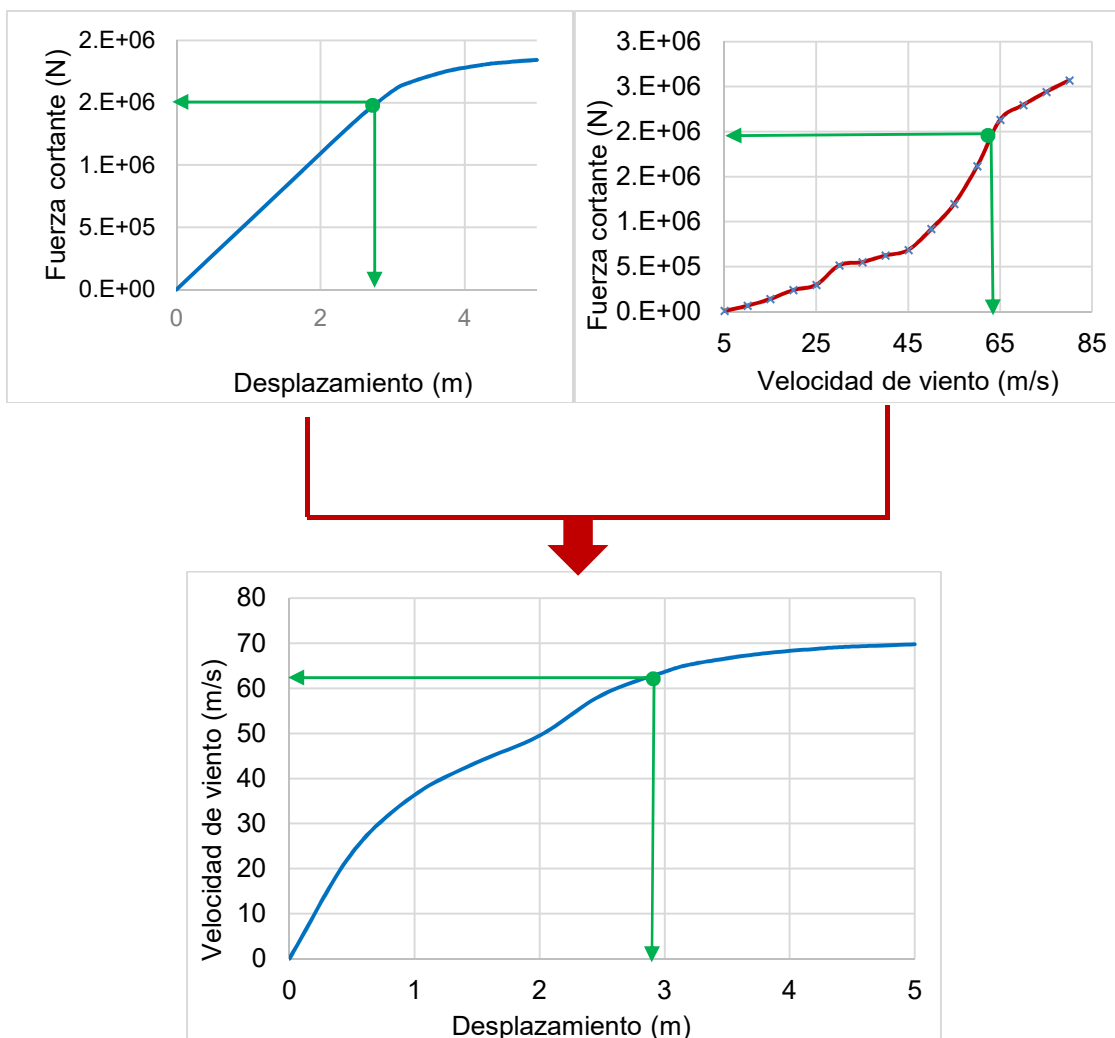 Fuerza cortante (N)
2.E+06
2.E+06
1.E+06
5.E+05
0.E+00
0
2
4
Desplazamiento (m)
Fuerza cortante (N)
3.E+06
3.E+06
2.E+06
2.E+06
1.E+06
5.E+05
0.E+00
5
25
45
65
85
Velocidad de viento (m/s)
Velocidad de viento (m/s)
80
70
60
50
40
30
20
10
0
0
1
2
3
4
5
Desplazamiento (m)